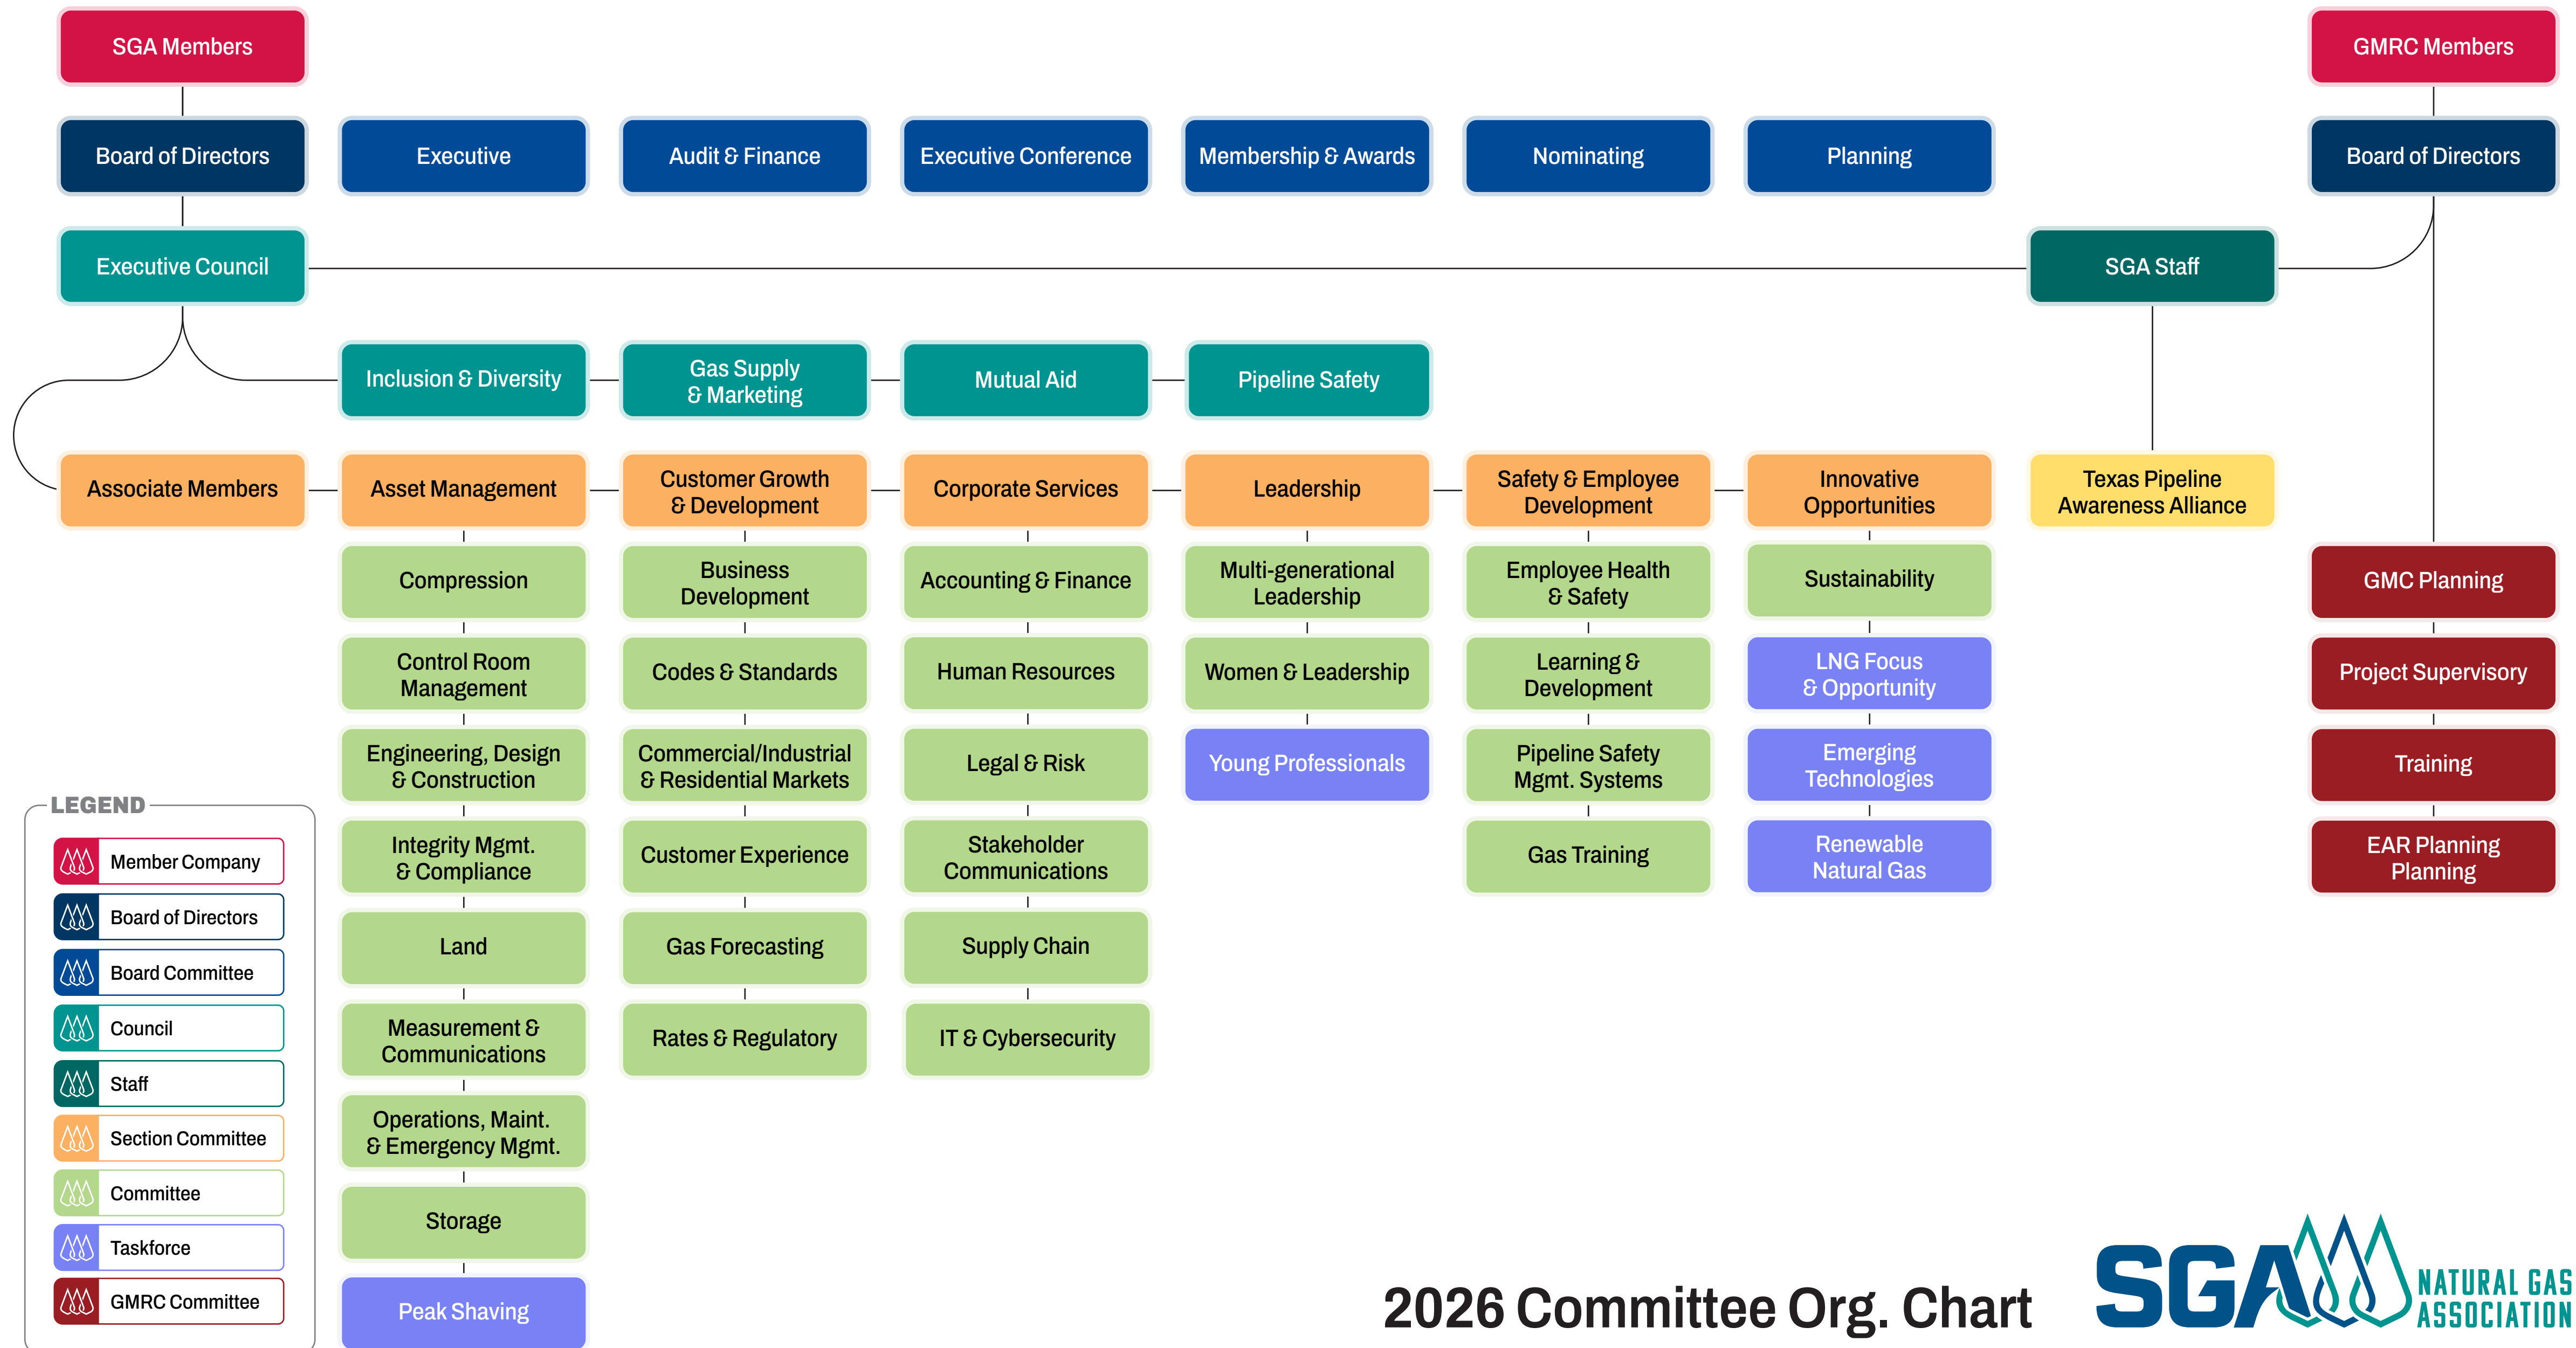 SGA Members
GMRC Members
Board of Directors
Executive
Audit & Finance
Executive Conference
Membership & Awards
Nominating
Planning
Board of Directors
Executive Council
SGA Staff
Inclusion & Diversity
Gas Supply
& Marketing
Mutual Aid
Pipeline Safety
Associate Members
Asset Management
Customer Growth
& Development
Corporate Services
Leadership
Safety & Employee
Development
Innovative
Opportunities
Texas Pipeline
Awareness Alliance
Compression
Control Room
Management
Engineering, Design
& Construction
Integrity Mgmt.
& Compliance
Land
Measurement &
Communications
Operations, Maint.
& Emergency Mgmt.
Storage
Peak Shaving
Business
Development
Codes & Standards
Commercial/Industrial
& Residential Markets
Customer Experience
Gas Forecasting
Rates & Regulatory
Accounting & Finance
Human Resources
Legal & Risk
Stakeholder
Communications
Supply Chain
IT & Cybersecurity
Multi-generational
Leadership
Women & Leadership
Young Professionals
Employee Health
& Safety
Learning &
Development
Pipeline Safety
Mgmt. Systems
Gas Training
Sustainability
LNG Focus
& Opportunity
Emerging
Technologies
Renewable
Natural Gas
GMC Planning
Project Supervisory
Training
EAR Planning
Planning
LEGEND
Member Company
Board of Directors
Board Committee
Council
Staff
Section Committee
Committee
Taskforce
GMRC Committee
2026 Committee Org. Chart
SGA
NATURAL GAS
ASSOCIATION